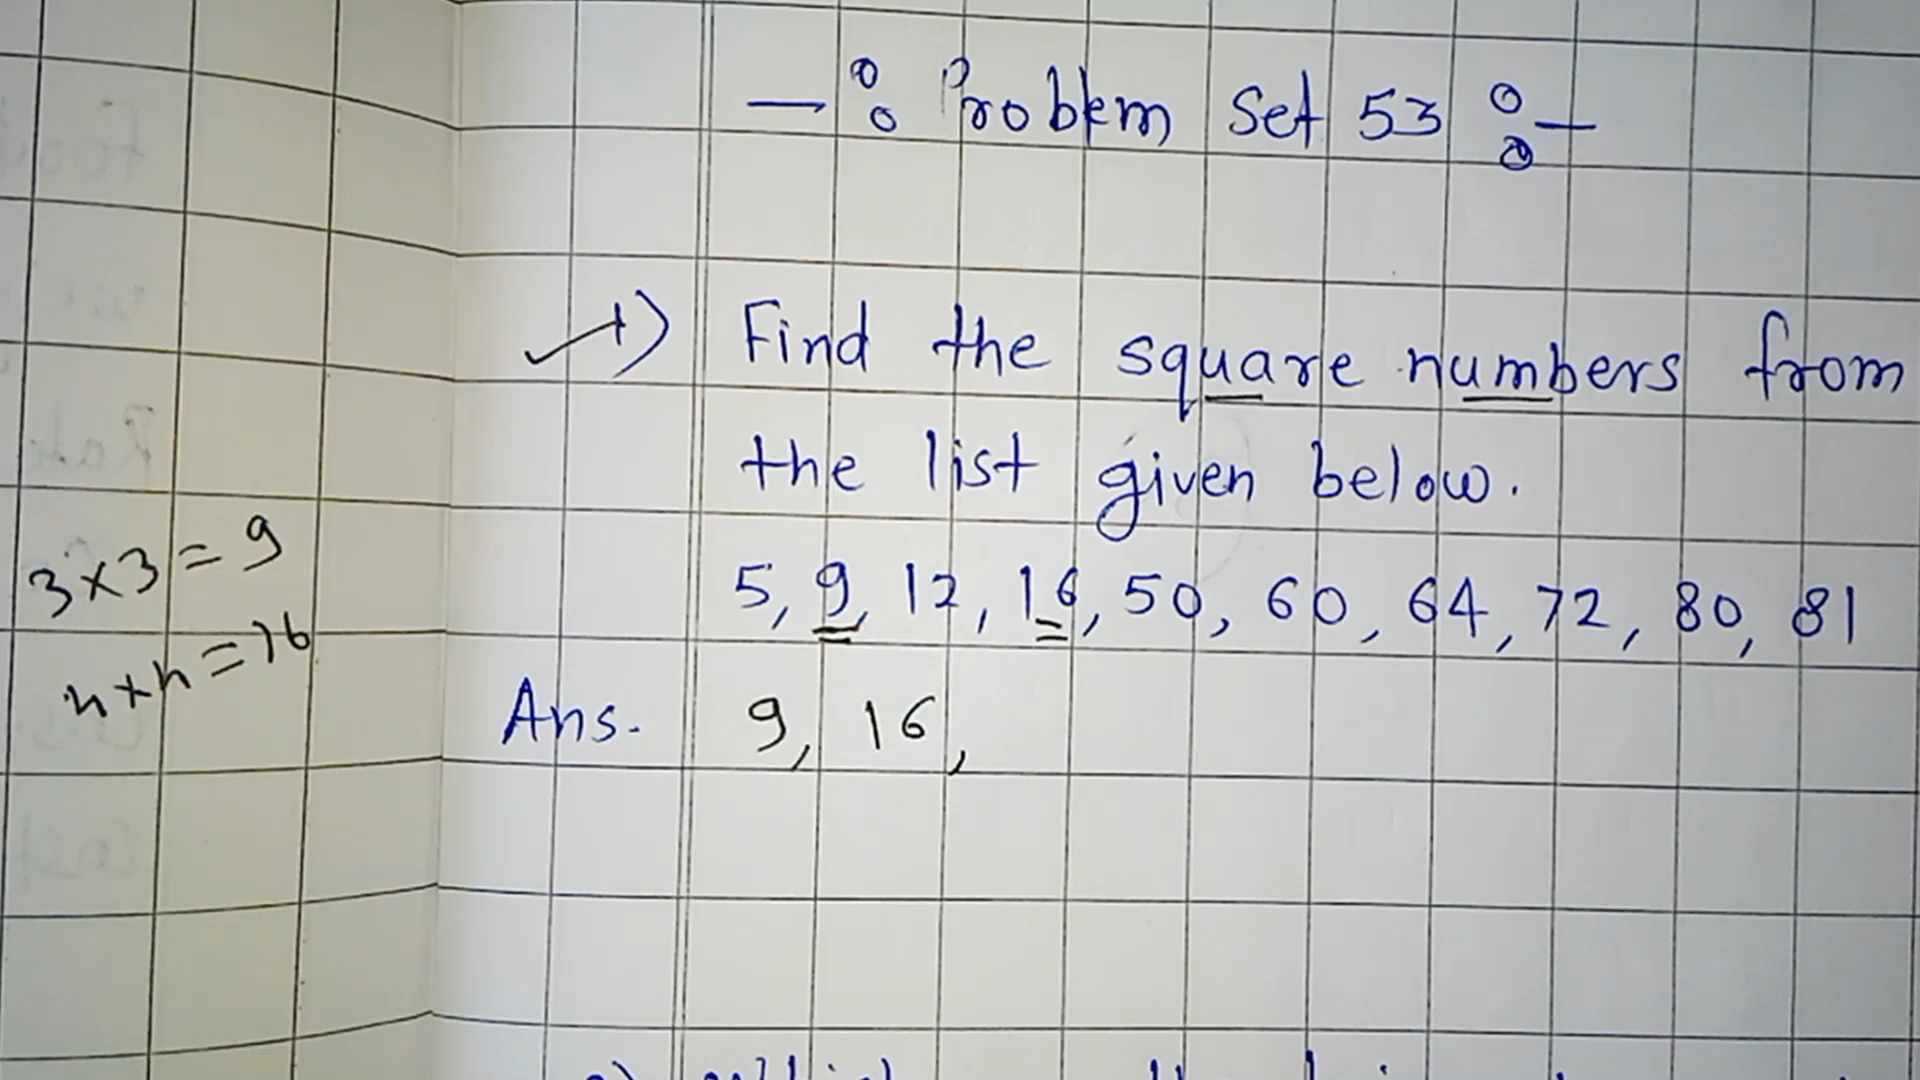 -: Problem Set 53 :-
1) Find the square numbers from
the list given below.
5, 9, 12, 16, 50, 60, 64, 72, 80, 81
Ans. 9, 16,
3×3=9
4×4=16